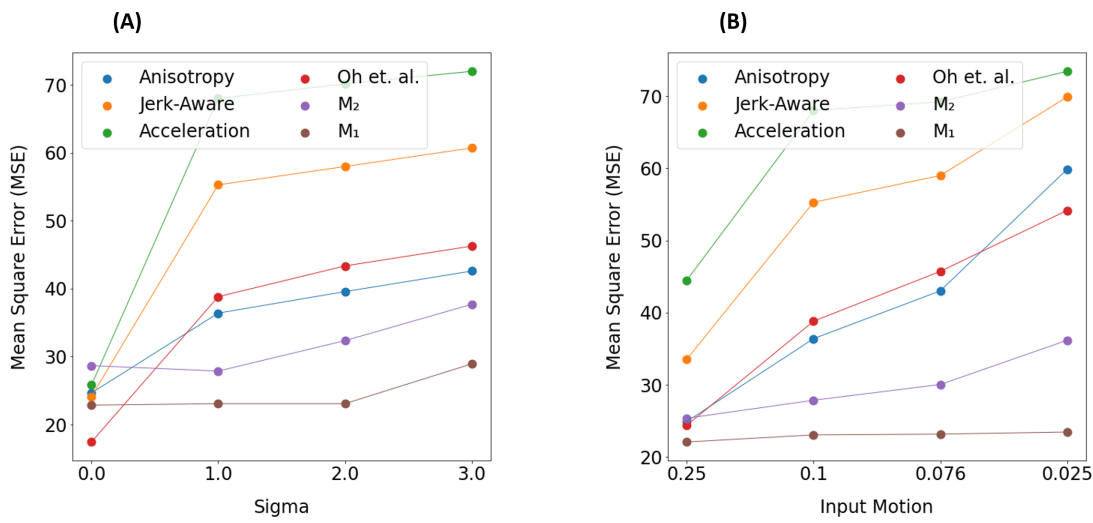 (A)
Mean Square Error (MSE)
70
60
50
40
30
20
Anisotropy
Jerk-Aware
Acceleration
Oh et. al.
M₂
M₁
0.0 1.0 2.0 3.0
Sigma
(B)
Mean Square Error (MSE)
70
60
50
40
30
20
Anisotropy
Jerk-Aware
Acceleration
Oh et. al.
M₂
M₁
0.25 0.1 0.076 0.025
Input Motion